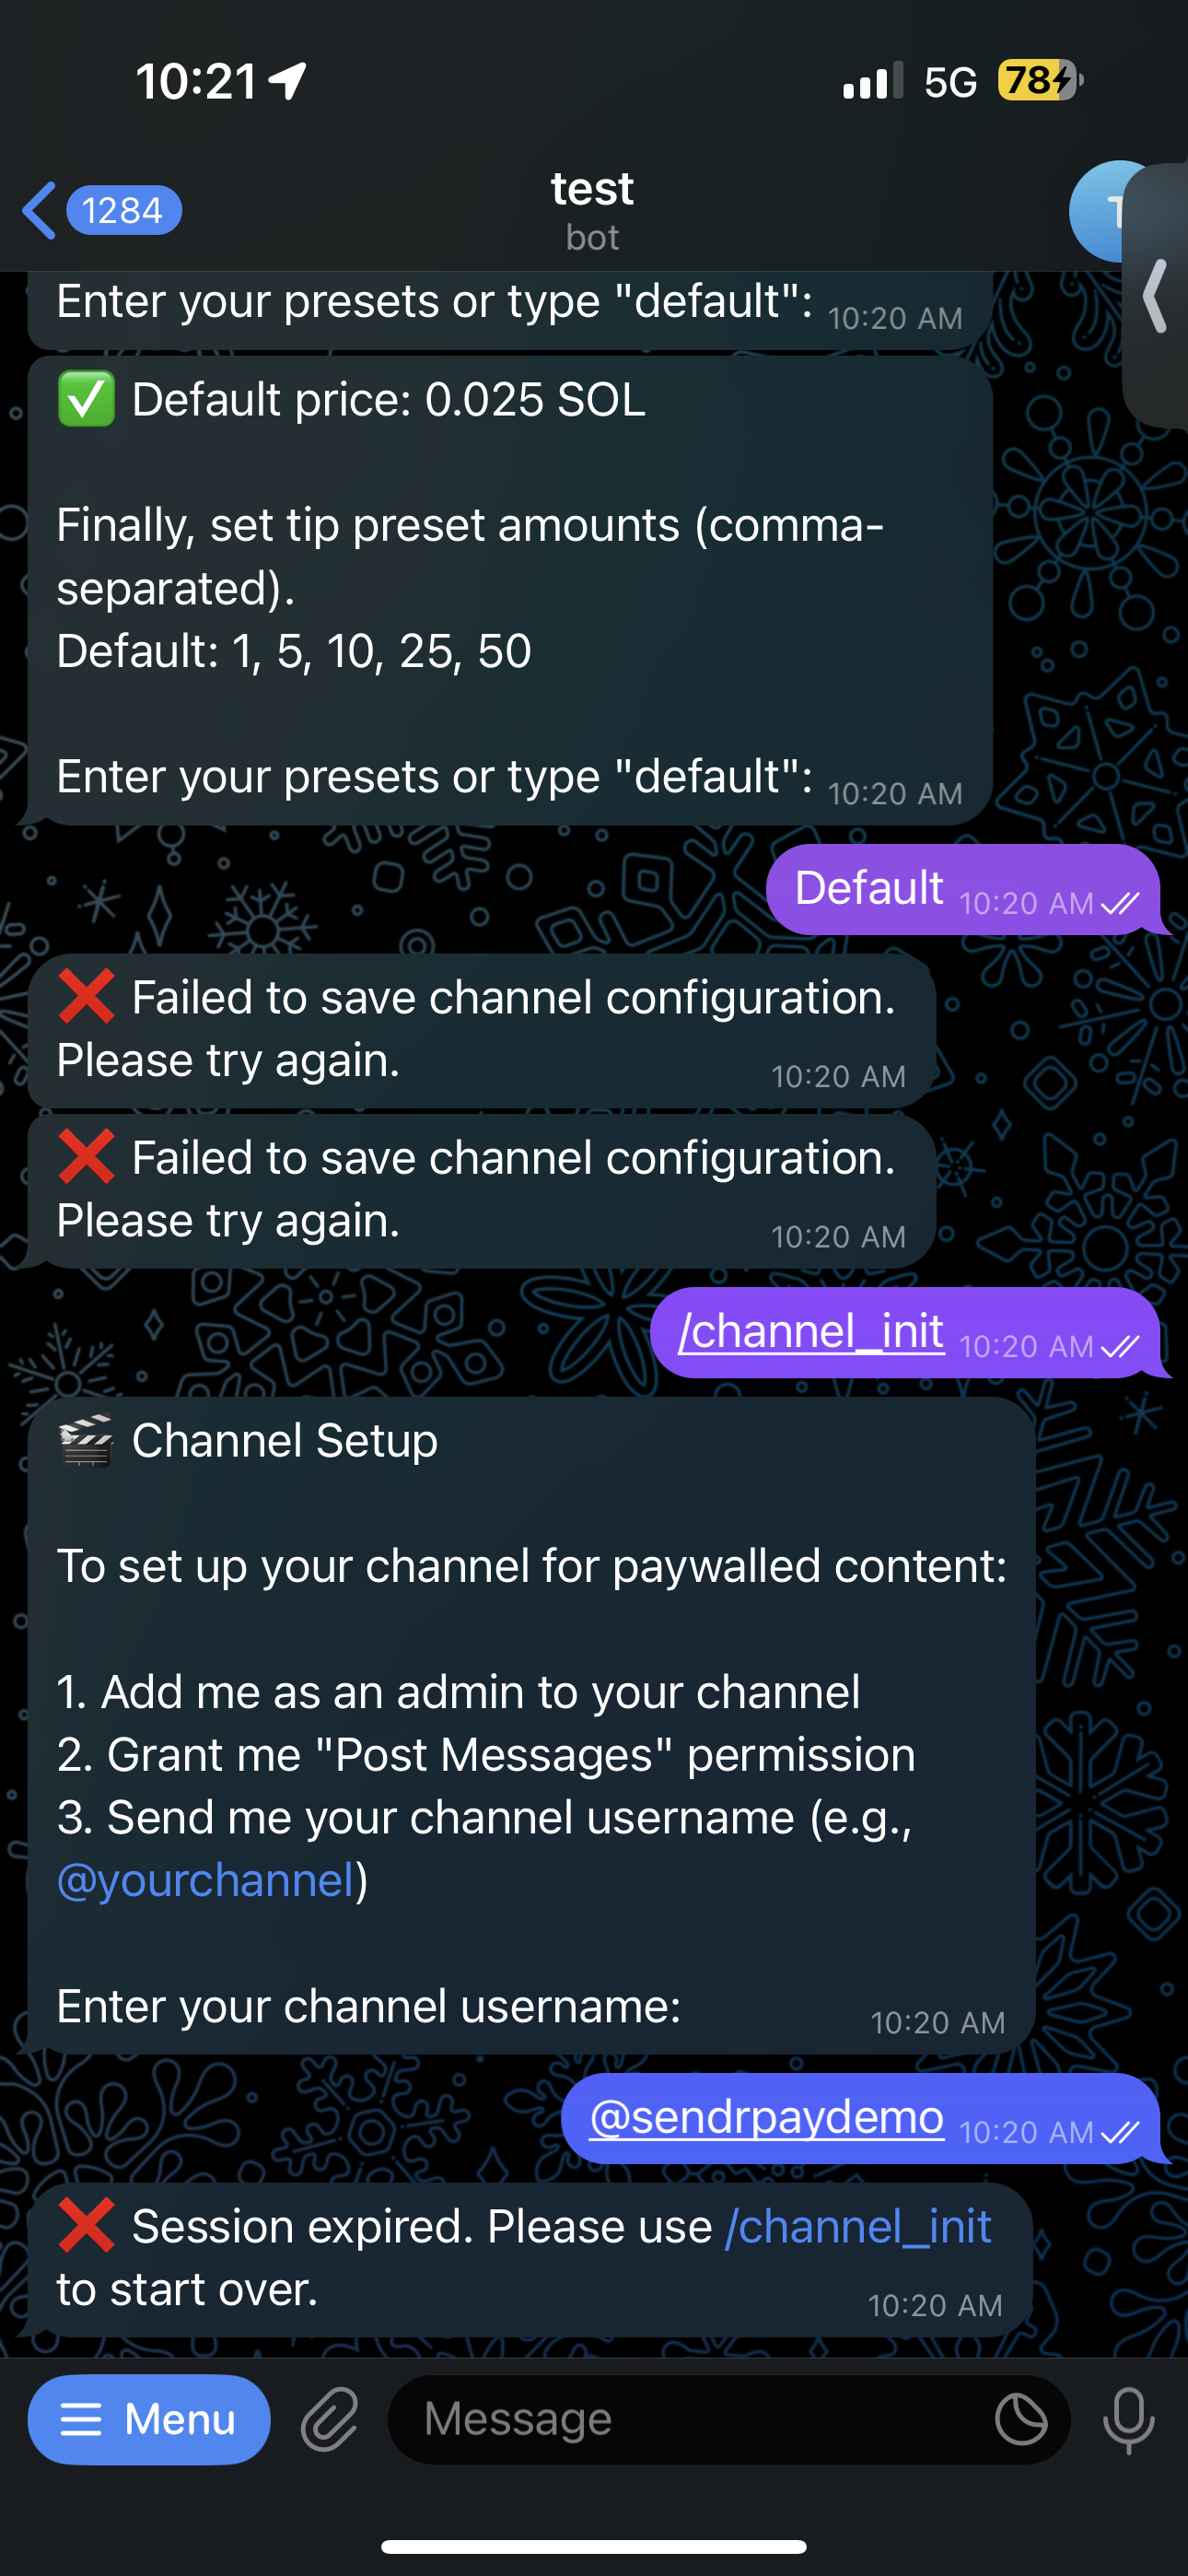 10:21
5G
78
1284
test
bot
Enter your presets or type "default":
10:20 AM
✅ Default price: 0.025 SOL
Finally, set tip preset amounts (comma-
separated).
Default: 1, 5, 10, 25, 50
Enter your presets or type "default":
10:20 AM
Default
10:20 AM
❌ Failed to save channel configuration.
Please try again.
10:20 AM
❌ Failed to save channel configuration.
Please try again.
10:20 AM
/channel_init
10:20 AM
🎬 Channel Setup
To set up your channel for paywalled content:
1. Add me as an admin to your channel
2. Grant me "Post Messages" permission
3. Send me your channel username (e.g.,
@yourchannel)
Enter your channel username:
10:20 AM
@sendrpaydemo
10:20 AM
❌ Session expired. Please use /channel_init
to start over.
10:20 AM
Menu
Message